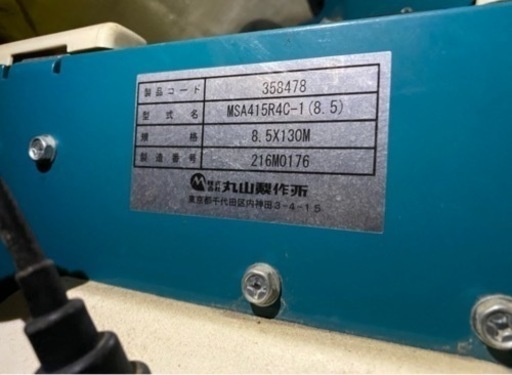 製品コード 358478
型式名 MSA415R4C-1(8.5)
規格 8.5X130M
製造番号 216M0176
株式会社 丸山製作所
東京都千代田区内神田3-4-15